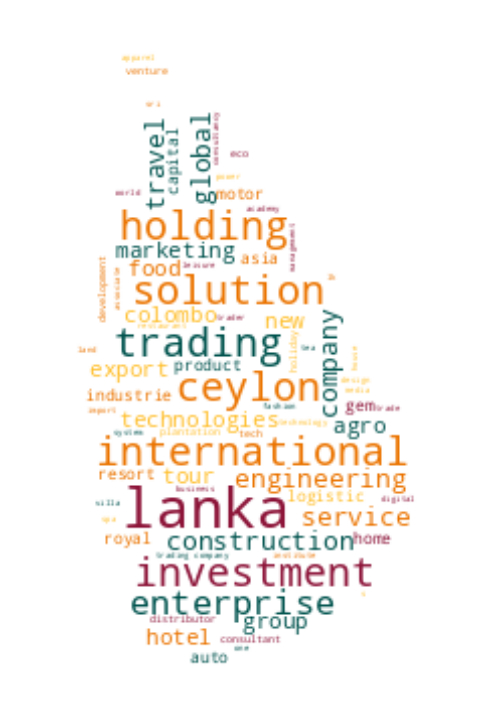 apparel
venture
sri
travel
capital
global
consultancy
eco
power
world
motor
academy
holding
management
marketing
asia
food
leisure
development
associate
solution
colombo
trader
new
restaurant
trading
company
holiday
tea
house
land
export
product
ceylon
design
media
industrie
fashion
gem
trade
import
technologies
technology
agro
system
plantation
tech
international
resort
tour
engineering
business
logistic
digital
villa
lanka
spa
service
royal
construction
home
trading company
institute
investment
enterprise
distributor
group
hotel
consultant
one
auto